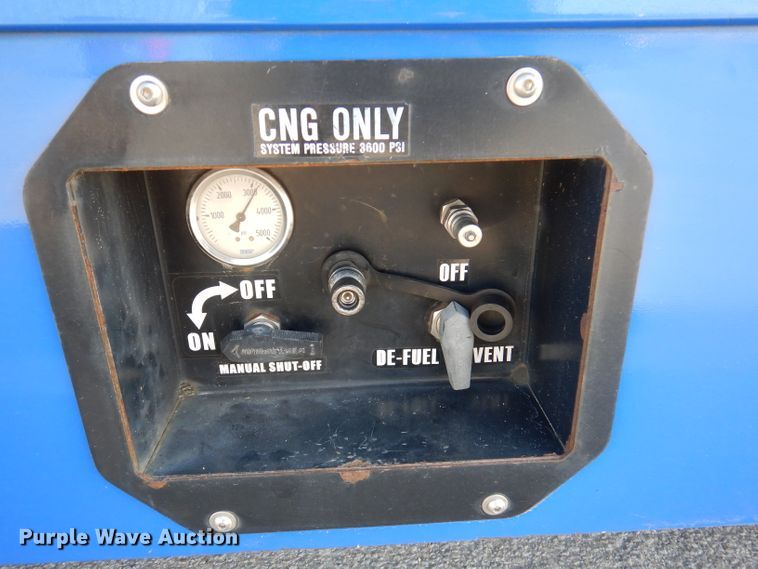 CNG ONLY
SYSTEM PRESSURE 3600 PSI
1000 2000 3000 4000 5000
psi
OFF
OFF
ON
MANUAL SHUT-OFF
DE-FUEL VENT
Purple Wave Auction